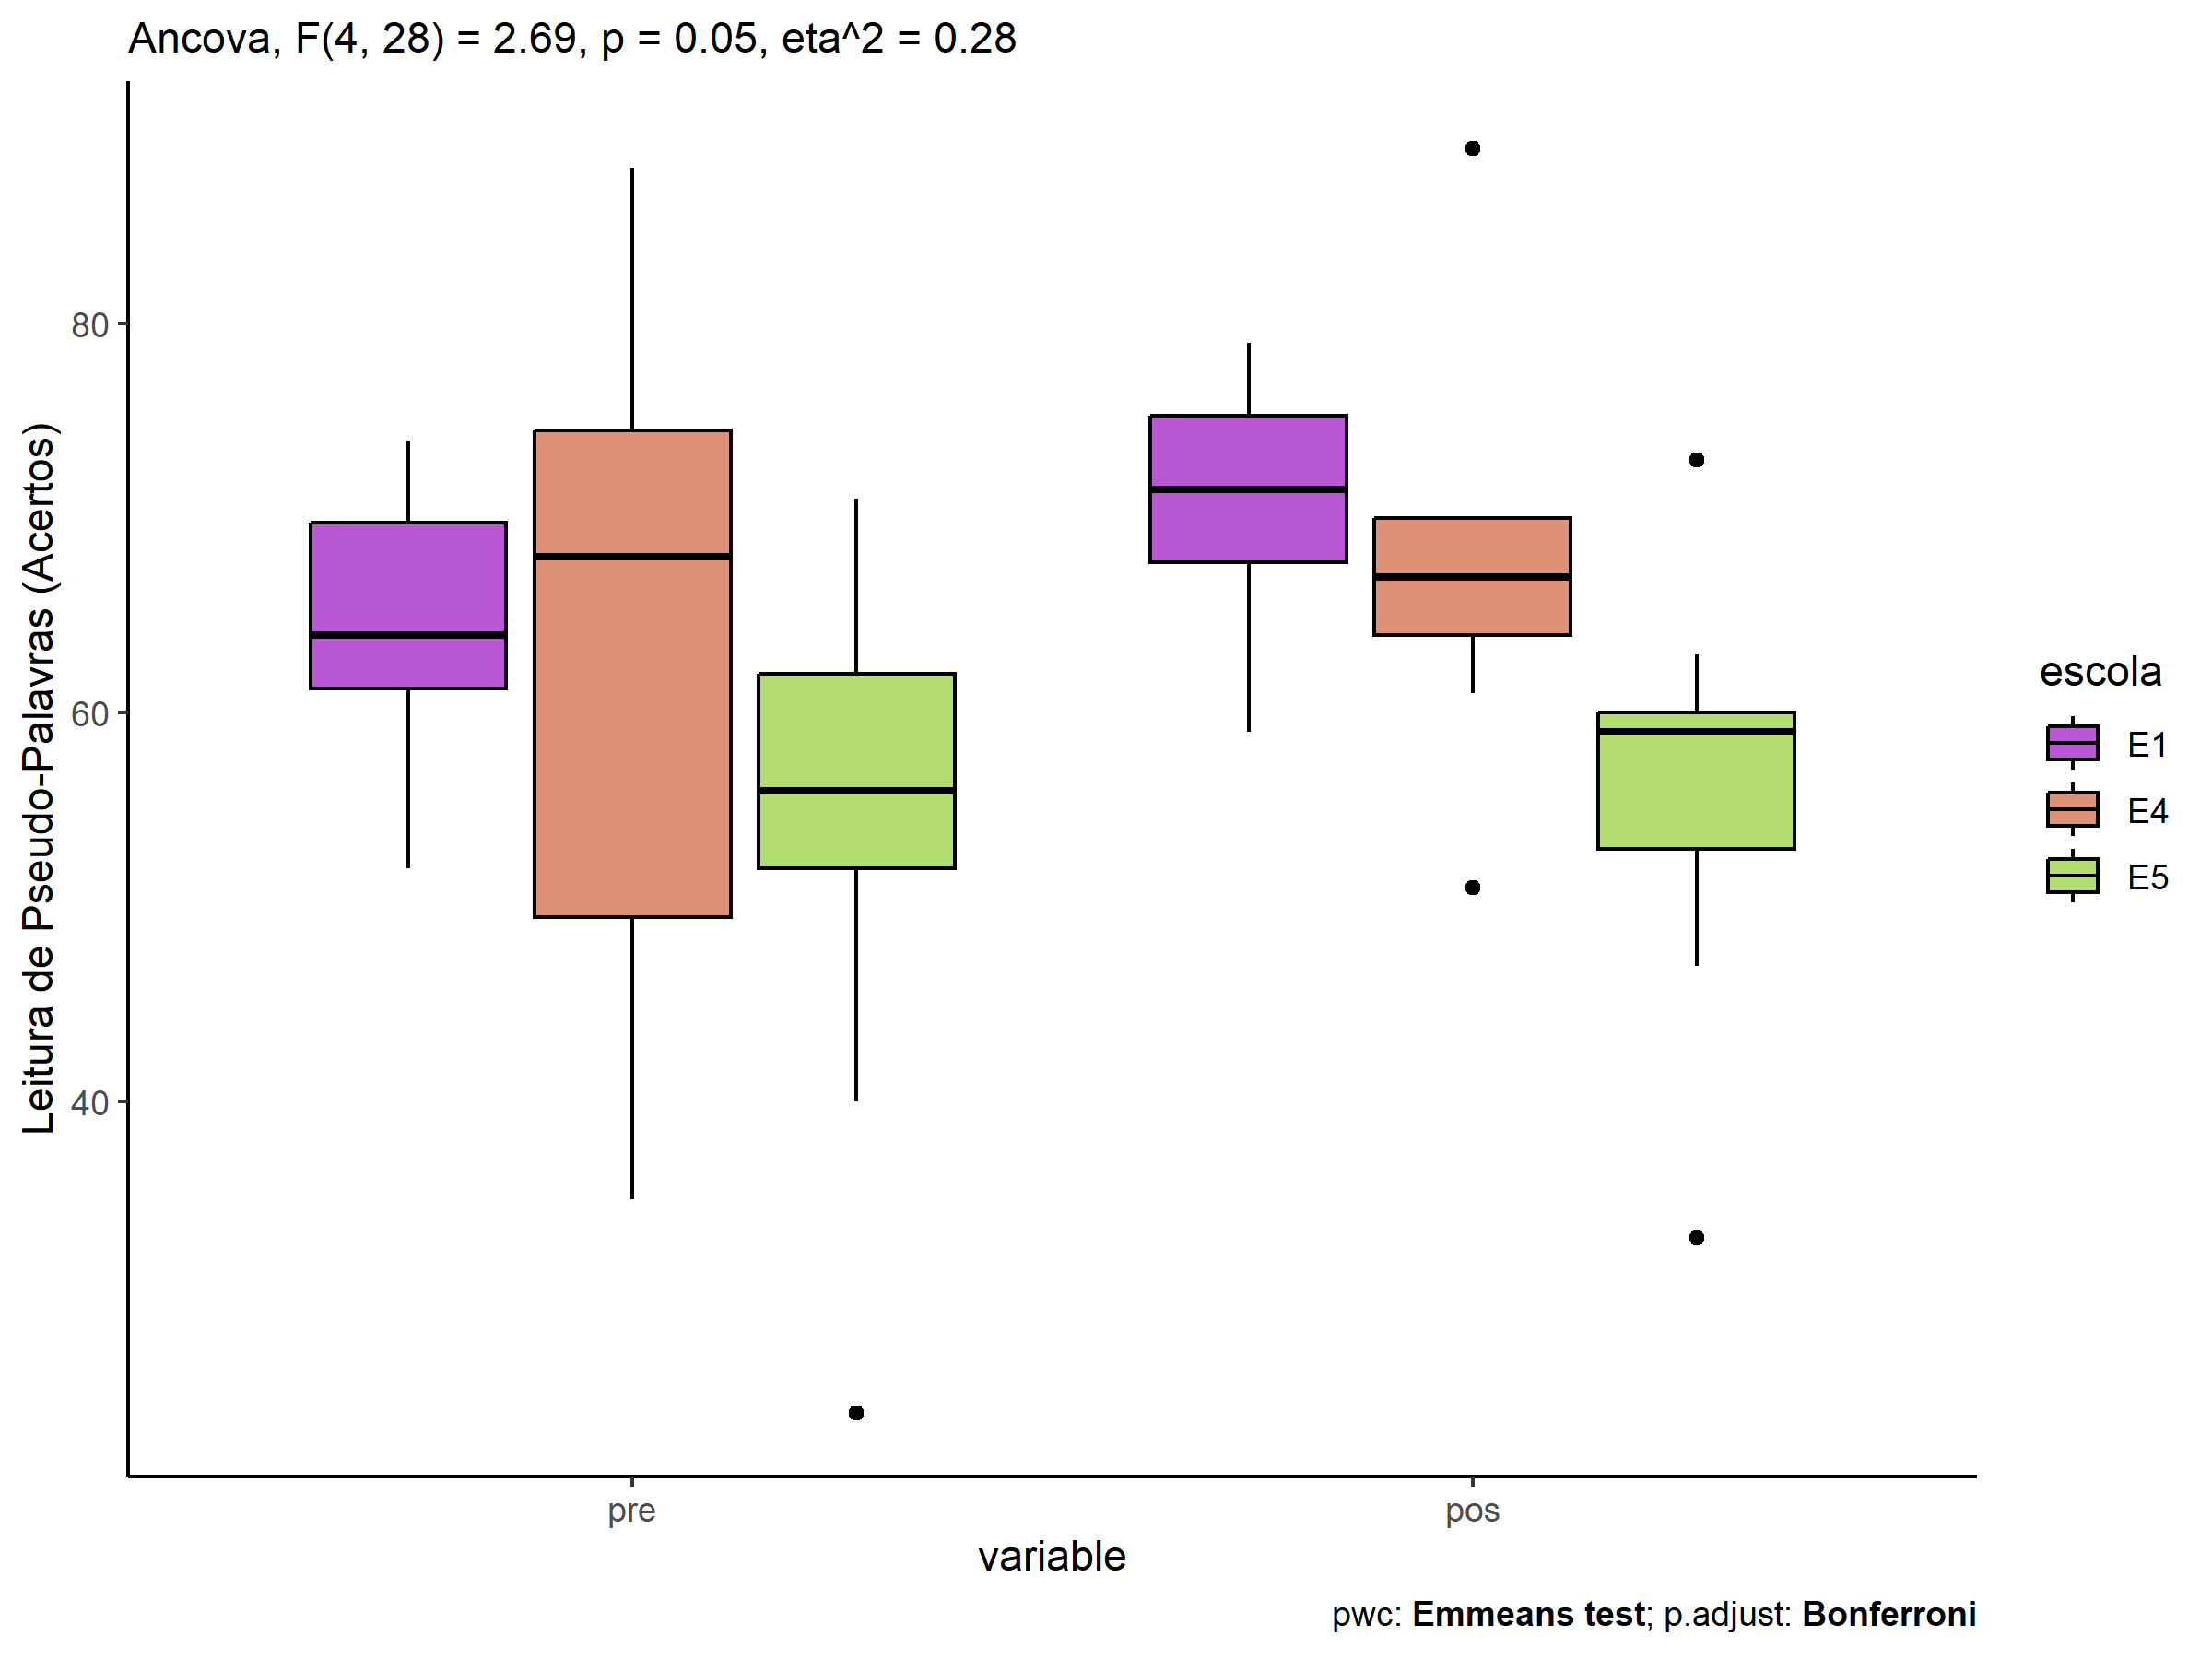 Ancova, F(4, 28) = 2.69, p = 0.05, eta^2 = 0.28
Leitura de Pseudo-Palavras (Acertos)
80
60
40
pre
pos
variable
escola
E1
E4
E5
pwc: Emmeans test; p.adjust: Bonferroni